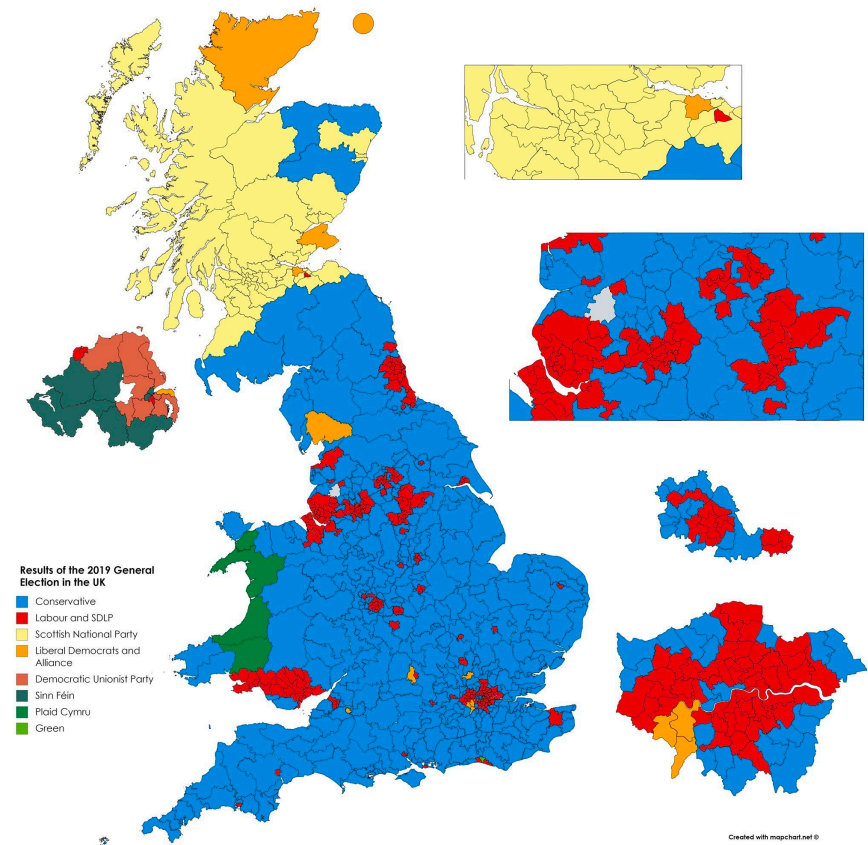 Results of the 2019 General
Election in the UK
Conservative
Labour and SDLP
Scottish National Party
Liberal Democrats and
Alliance
Democratic Unionist Party
Sinn Féin
Plaid Cymru
Green
Created with mapchart.net ©